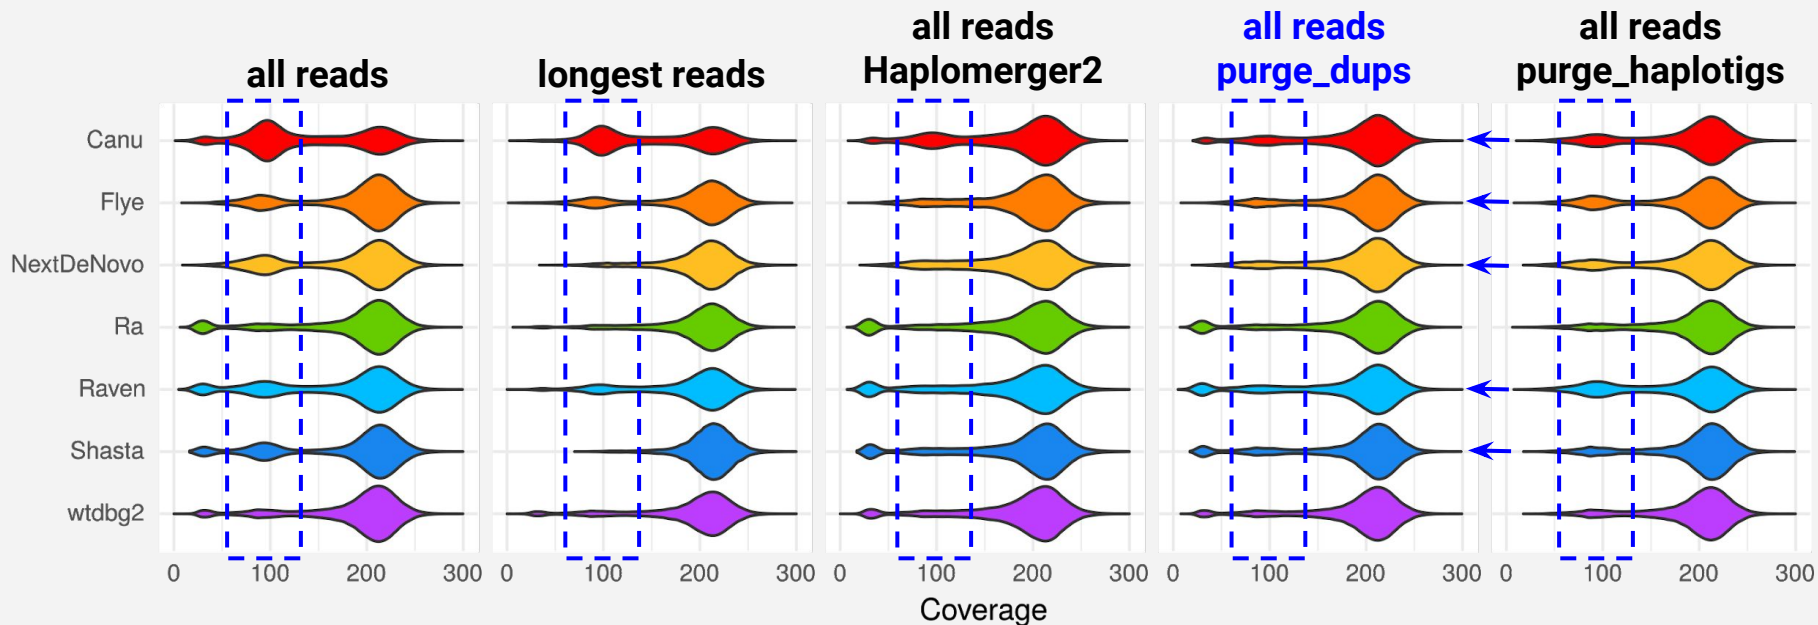 all reads
longest reads
all reads
Haplomerger2
all reads
purge_dups
all reads
purge_haplotigs
Canu
Flye
NextDeNovo
Ra
Raven
Shasta
wtdbg2
0 100 200 300
0 100 200 300
0 100 200 300
0 100 200 300
0 100 200 300
Coverage